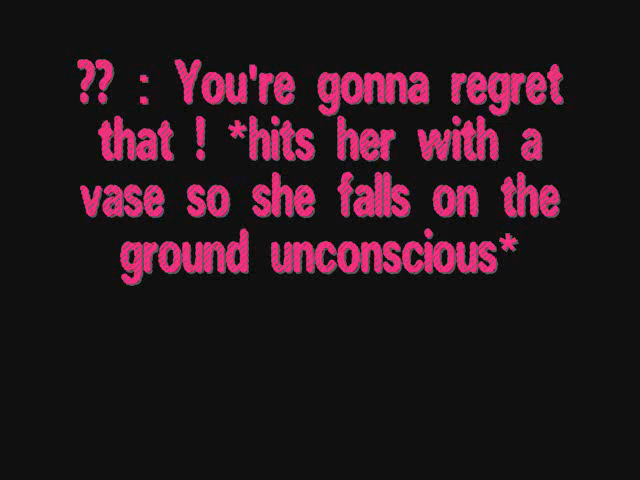 ?? : You're gonna regret
that ! *hits her with a
vase so she falls on the
ground unconscious*